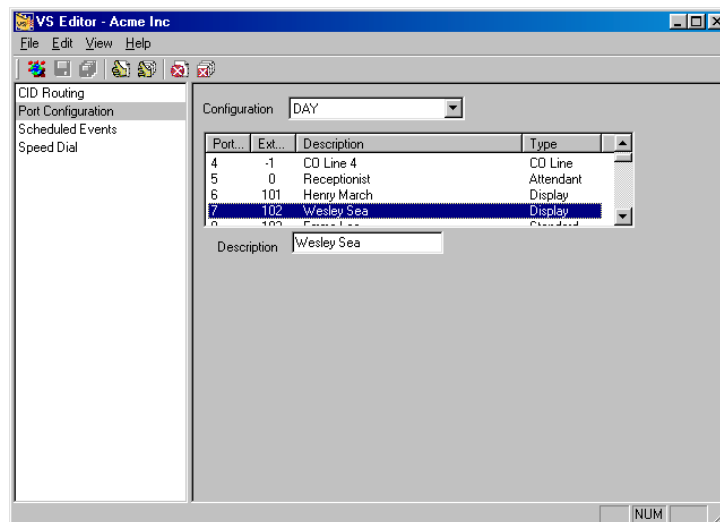 VS Editor - Acme Inc
File Edit View Help
CID Routing
Port Configuration
Scheduled Events
Speed Dial
Configuration DAY
Port... Ext... Description Type
4 -1 CO Line 4 CO Line
5 0 Receptionist Attendant
6 101 Henry March Display
7 102 Wesley Sea Display
Description Wesley Sea
NUM